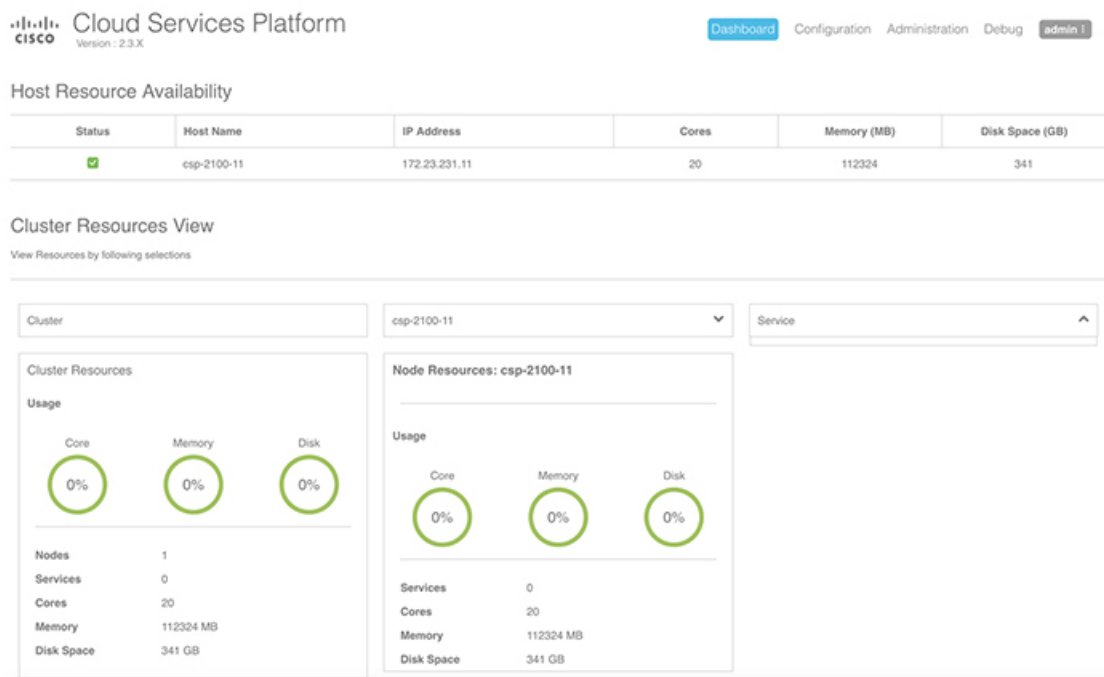 CISCO
Cloud Services Platform
Version : 2.3.X
Dashboard Configuration Administration Debug admin
Host Resource Availability
Status Host Name IP Address Cores Memory (MB) Disk Space (GB)
csp-2100-11 172.23.231.11 20 112324 341
Cluster Resources View
View Resources by following selections
Cluster csp-2100-11 Service
Cluster Resources
Usage
Core Memory Disk
0% 0% 0%
Nodes 1
Services 0
Cores 20
Memory 112324 MB
Disk Space 341 GB
Node Resources: csp-2100-11
Usage
Core Memory Disk
0% 0% 0%
Services 0
Cores 20
Memory 112324 MB
Disk Space 341 GB